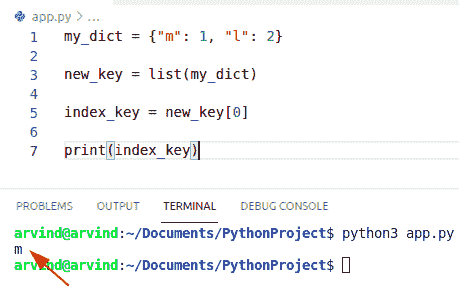 app.py > ...
1 my_dict = {"m": 1, "l": 2}
2
3 new_key = list(my_dict)
4
5 index_key = new_key[0]
6
7 print(index_key)
PROBLEMS OUTPUT TERMINAL DEBUG CONSOLE
arvind@arvind:~/Documents/PythonProject$ python3 app.py
m
arvind@arvind:~/Documents/PythonProject$